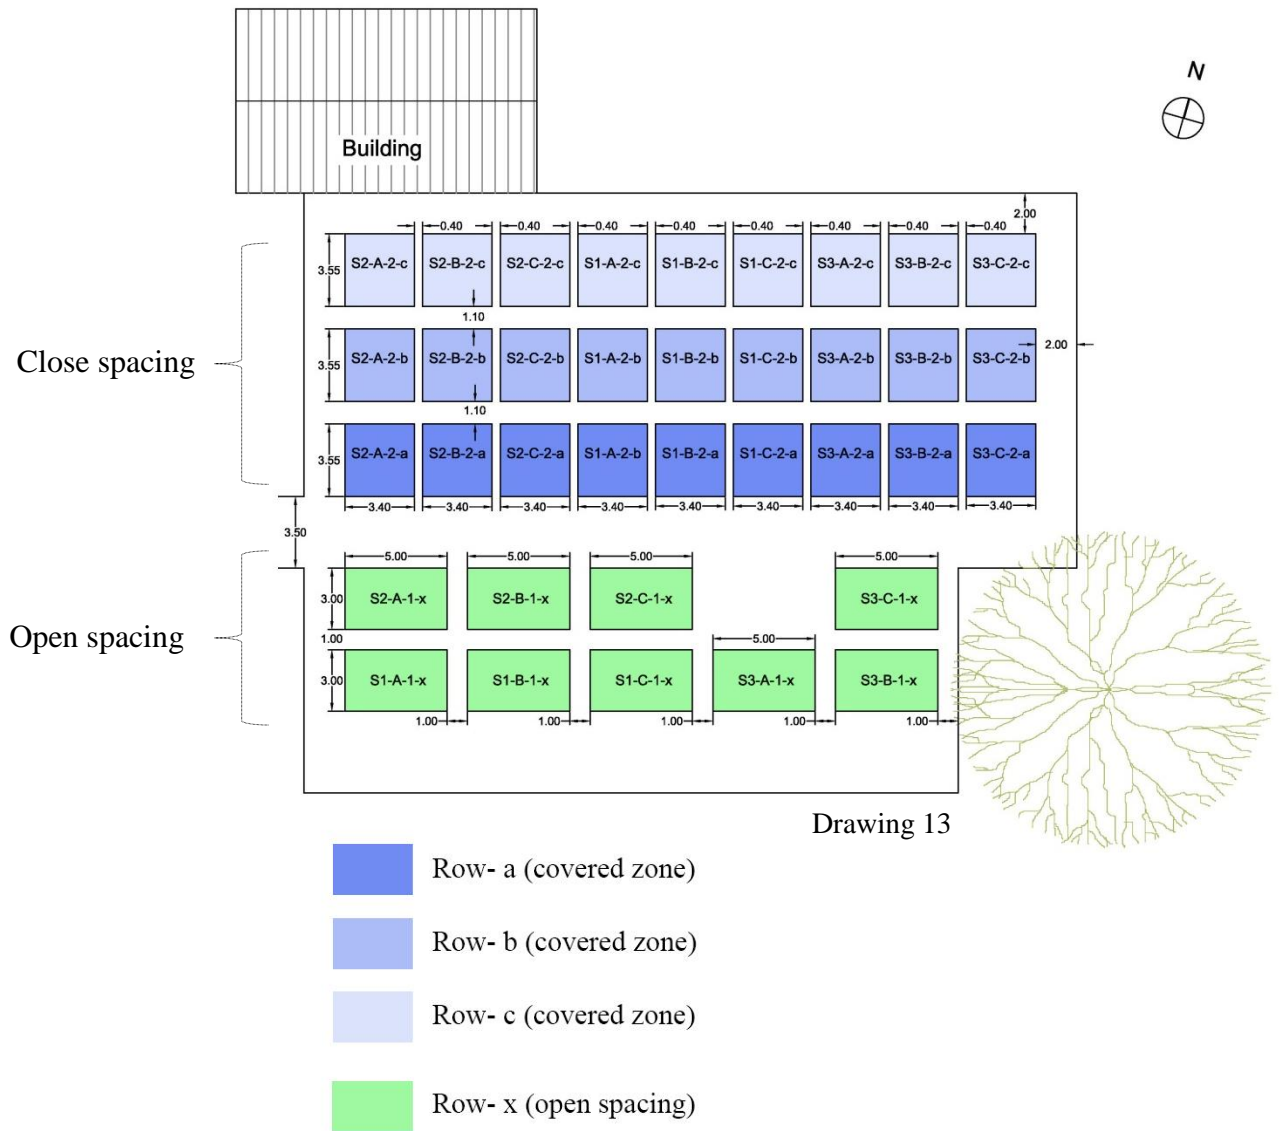 N
Building
2.00
0.40 0.40 0.40 0.40 0.40 0.40 0.40 0.40
3.55 S2-A-2-c S2-B-2-c S2-C-2-c S1-A-2-c S1-B-2-c S1-C-2-c S3-A-2-c S3-B-2-c S3-C-2-c
1.10
Close spacing
3.55 S2-A-2-b S2-B-2-b S2-C-2-b S1-A-2-b S1-B-2-b S1-C-2-b S3-A-2-b S3-B-2-b S3-C-2-b 2.00
1.10
3.55 S2-A-2-a S2-B-2-a S2-C-2-a S1-A-2-b S1-B-2-a S1-C-2-a S3-A-2-a S3-B-2-a S3-C-2-a
3.40 3.40 3.40 3.40 3.40 3.40 3.40 3.40 3.40
3.50
5.00 5.00 5.00 5.00
3.00 S2-A-1-x S2-B-1-x S2-C-1-x S3-C-1-x
Open spacing
1.00 5.00
3.00 S1-A-1-x S1-B-1-x S1-C-1-x S3-A-1-x S3-B-1-x
1.00 1.00 1.00 1.00 1.00
Drawing 13
Row- a (covered zone)
Row- b (covered zone)
Row- c (covered zone)
Row- x (open spacing)